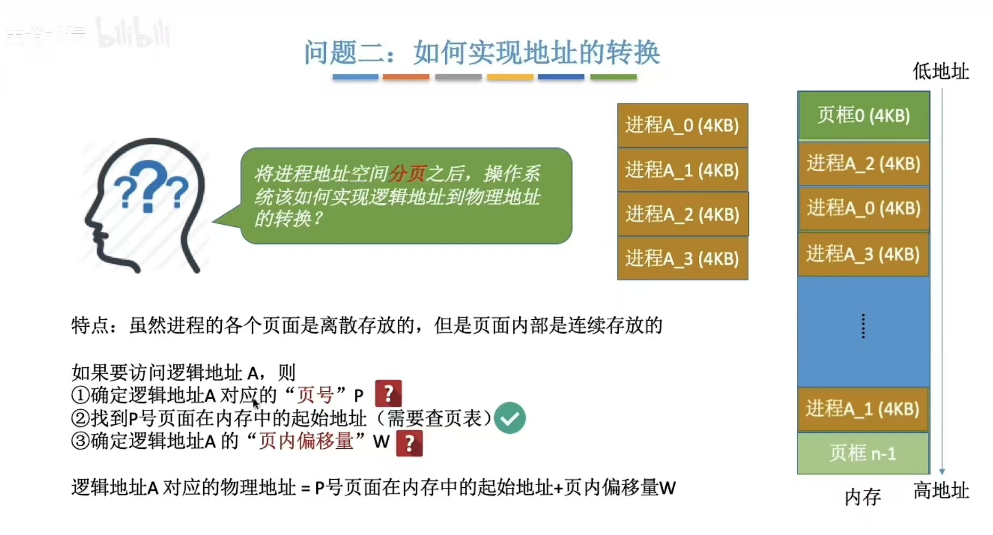 bilibili
问题二：如何实现地址的转换
低地址
将进程地址空间分页之后，操作系
统该如何实现逻辑地址到物理地址
的转换？
进程A_0 (4KB)
进程A_1 (4KB)
进程A_2 (4KB)
进程A_3 (4KB)
页框0 (4KB)
进程A_2 (4KB)
进程A_0 (4KB)
进程A_3 (4KB)
......
进程A_1 (4KB)
页框 n-1
内存
高地址
特点：虽然进程的各个页面是离散存放的，但是页面内部是连续存放的
如果要访问逻辑地址 A，则
①确定逻辑地址A 对应的“页号”P ?
②找到P号页面在内存中的起始地址（需要查页表）
③确定逻辑地址A 的“页内偏移量”W ?
逻辑地址A 对应的物理地址 = P号页面在内存中的起始地址+页内偏移量W